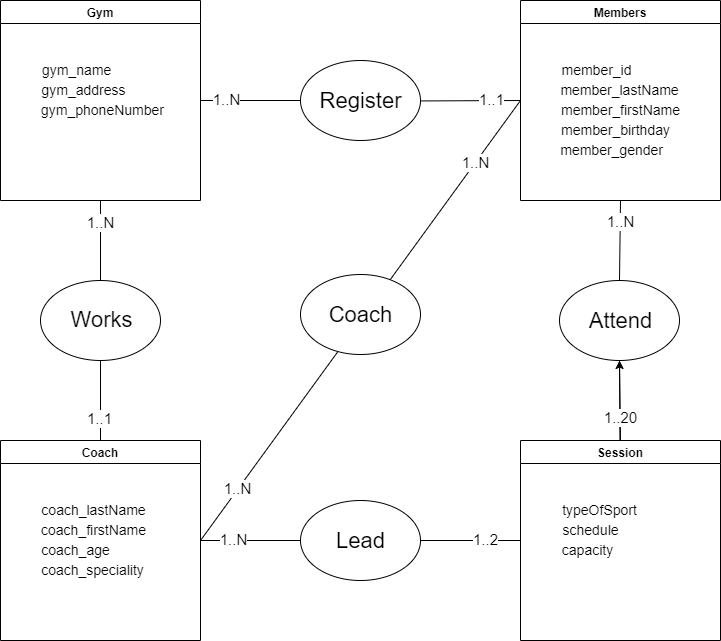 Gym
gym_name
gym_address
gym_phoneNumber
1..N
Register
1..1
Members
member_id
member_lastName
member_firstName
member_birthday
member_gender
1..N
1..N
1..N
Works
Coach
Attend
1..1
1..20
Coach
coach_lastName
coach_firstName
coach_age
coach_speciality
1..N
1..N
Lead
1..2
Session
typeOfSport
schedule
capacity